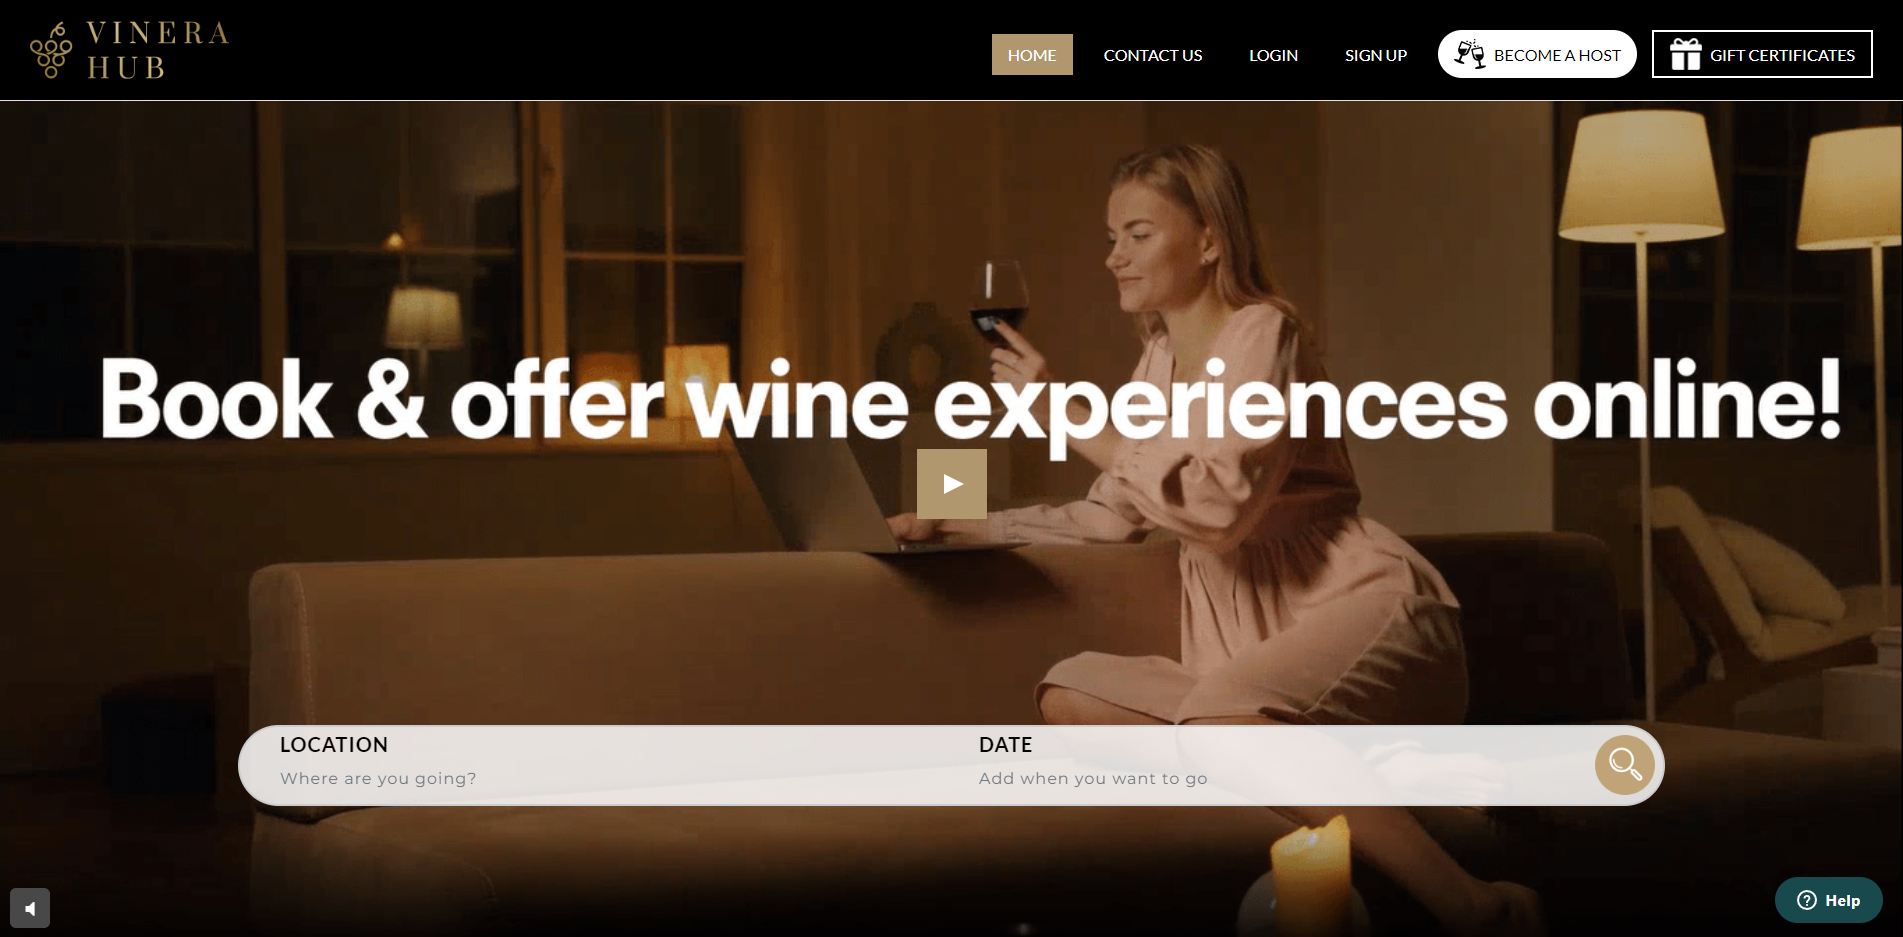 VINERA
HUB
HOME
CONTACT US
LOGIN
SIGN UP
BECOME A HOST
GIFT CERTIFICATES
Book & offer wine experiences online!
LOCATION
Where are you going?
DATE
Add when you want to go
Help